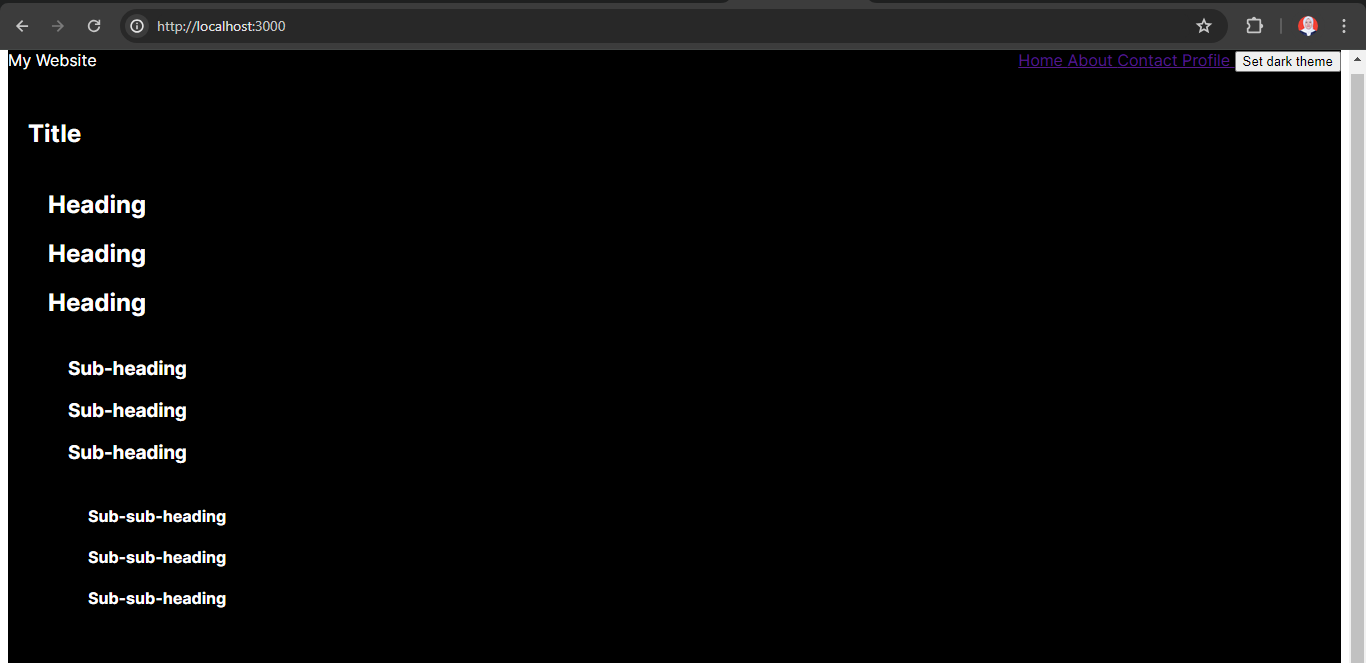 http://localhost:3000
My Website Home About Contact Profile Set dark theme
Title
Heading
Heading
Heading
Sub-heading
Sub-heading
Sub-heading
Sub-sub-heading
Sub-sub-heading
Sub-sub-heading